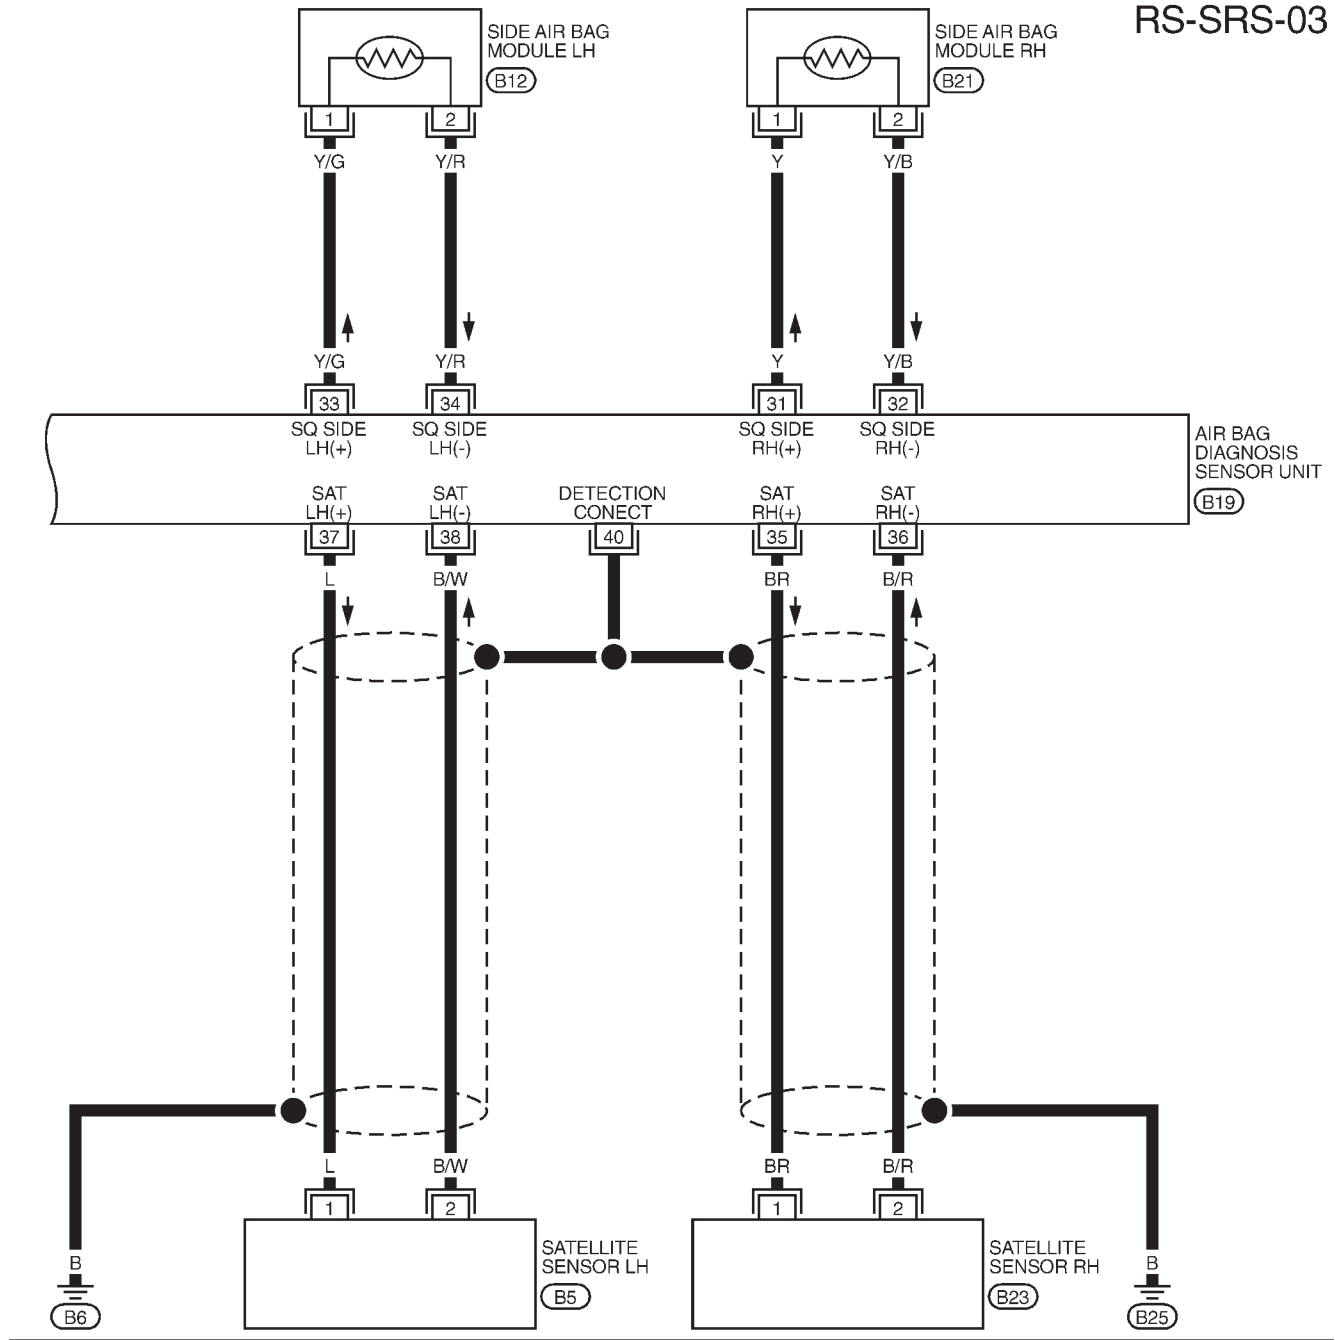 RS-SRS-03
SIDE AIR BAG
MODULE LH
B12
SIDE AIR BAG
MODULE RH
B21
1 2 1 2
Y/G Y/R Y Y/B
Y/G Y/R Y Y/B
33 34 31 32
SQ SIDE
LH(+)
SQ SIDE
LH(-)
SQ SIDE
RH(+)
SQ SIDE
RH(-)
AIR BAG
DIAGNOSIS
SENSOR UNIT
B19
SAT
LH(+)
SAT
LH(-)
DETECTION
CONECT
SAT
RH(+)
SAT
RH(-)
37 38 40 35 36
L B/W BR B/R
L B/W BR B/R
1 2 1 2
SATELLITE
SENSOR LH
B5
SATELLITE
SENSOR RH
B23
B
B6
B
B25